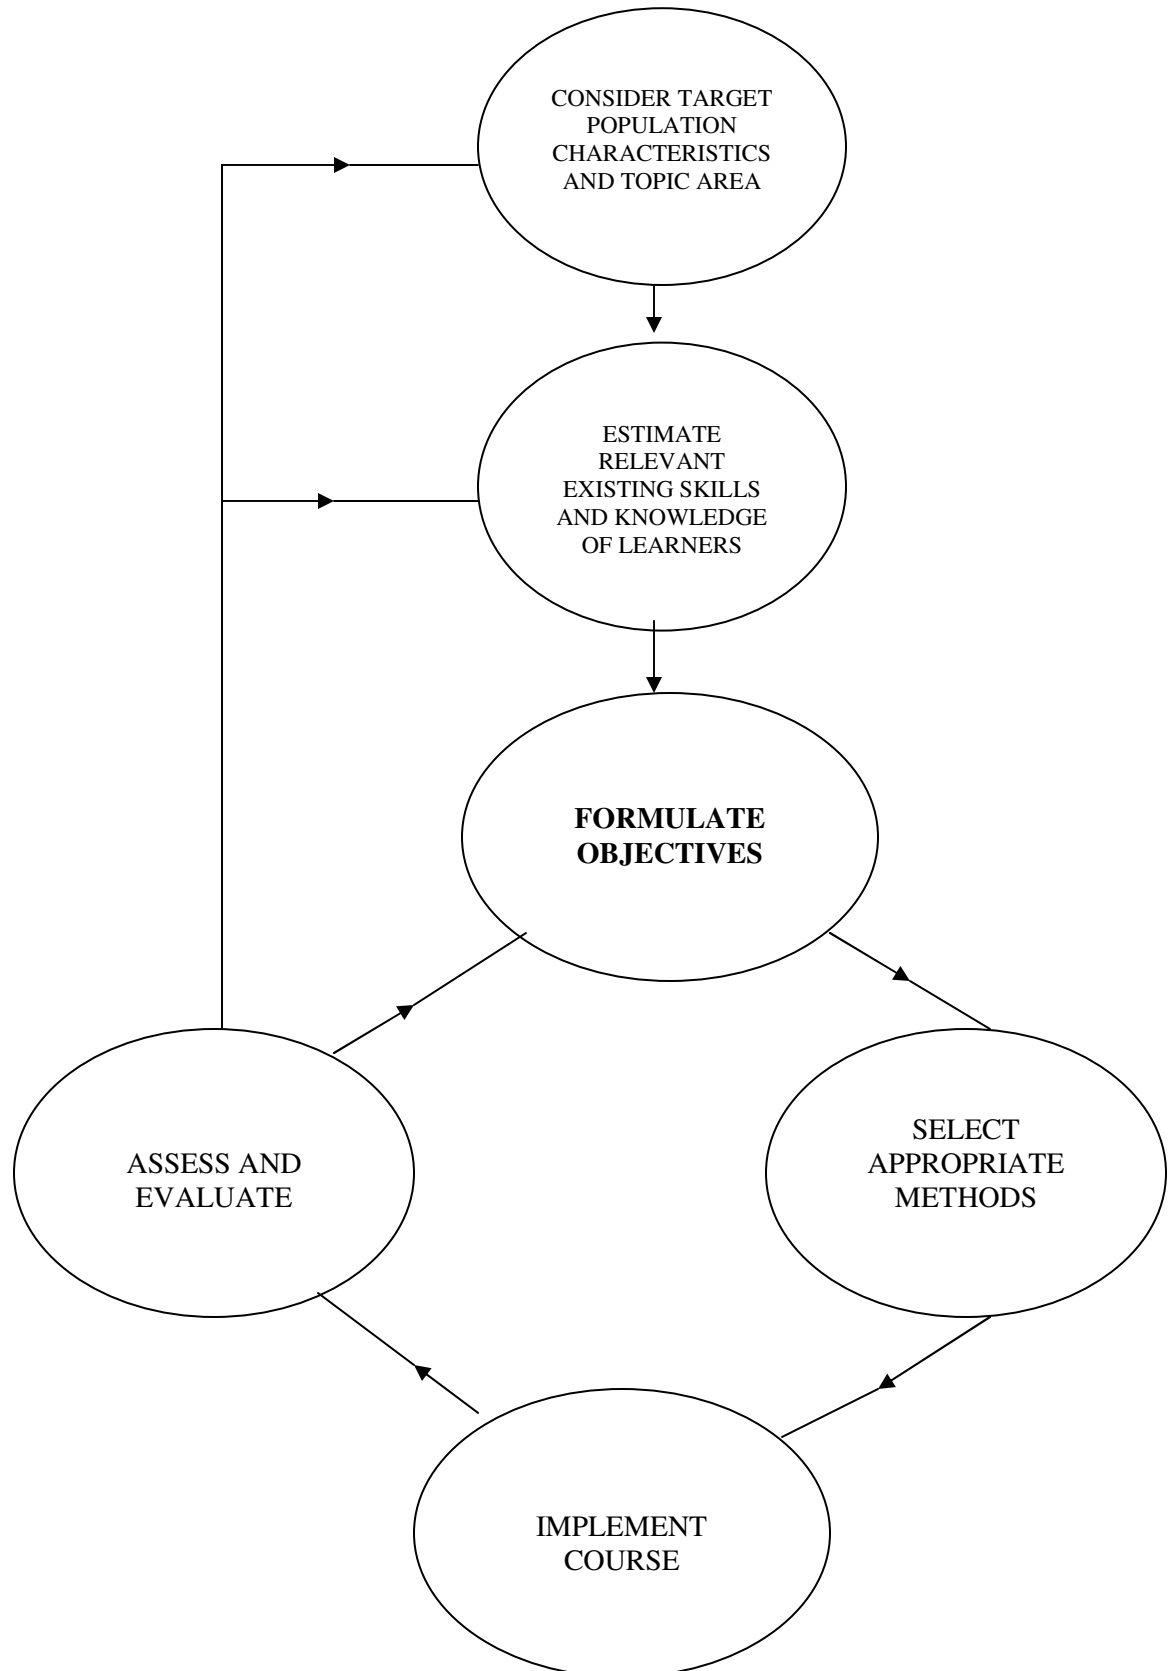 CONSIDER TARGET
POPULATION
CHARACTERISTICS
AND TOPIC AREA
ESTIMATE
RELEVANT
EXISTING SKILLS
AND KNOWLEDGE
OF LEARNERS
FORMULATE
OBJECTIVES
ASSESS AND
EVALUATE
SELECT
APPROPRIATE
METHODS
IMPLEMENT
COURSE